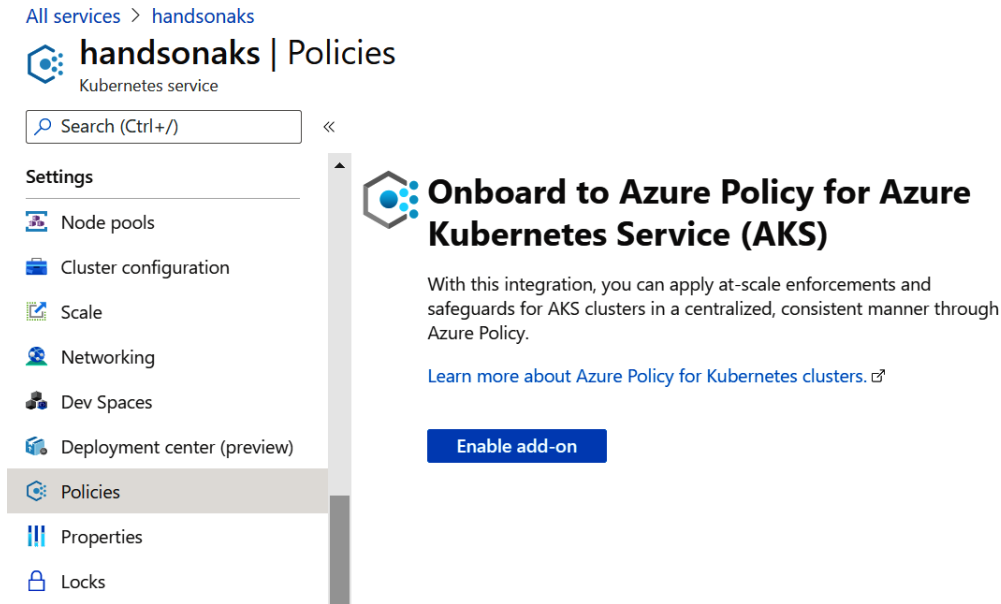 All services > handsonaks
handsonaks | Policies
Kubernetes service
Search (Ctrl+/)
«
Settings
Node pools
Cluster configuration
Scale
Networking
Dev Spaces
Deployment center (preview)
Policies
Properties
Locks
Onboard to Azure Policy for Azure
Kubernetes Service (AKS)
With this integration, you can apply at-scale enforcements and
safeguards for AKS clusters in a centralized, consistent manner through
Azure Policy.
Learn more about Azure Policy for Kubernetes clusters.
Enable add-on